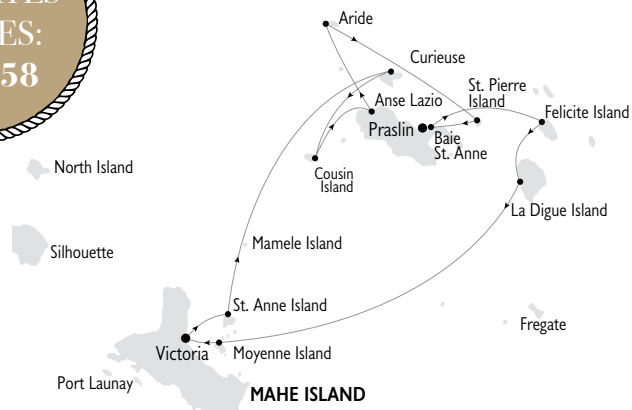 ES:
58
Aride
Curieuse
St. Pierre
Island
Anse Lazio
Felicite Island
Praslin
Baie
St. Anne
North Island
Cousin
Island
La Digue Island
Mamele Island
Silhouette
St. Anne Island
Fregate
Victoria
Moyenne Island
Port Launay
MAHE ISLAND